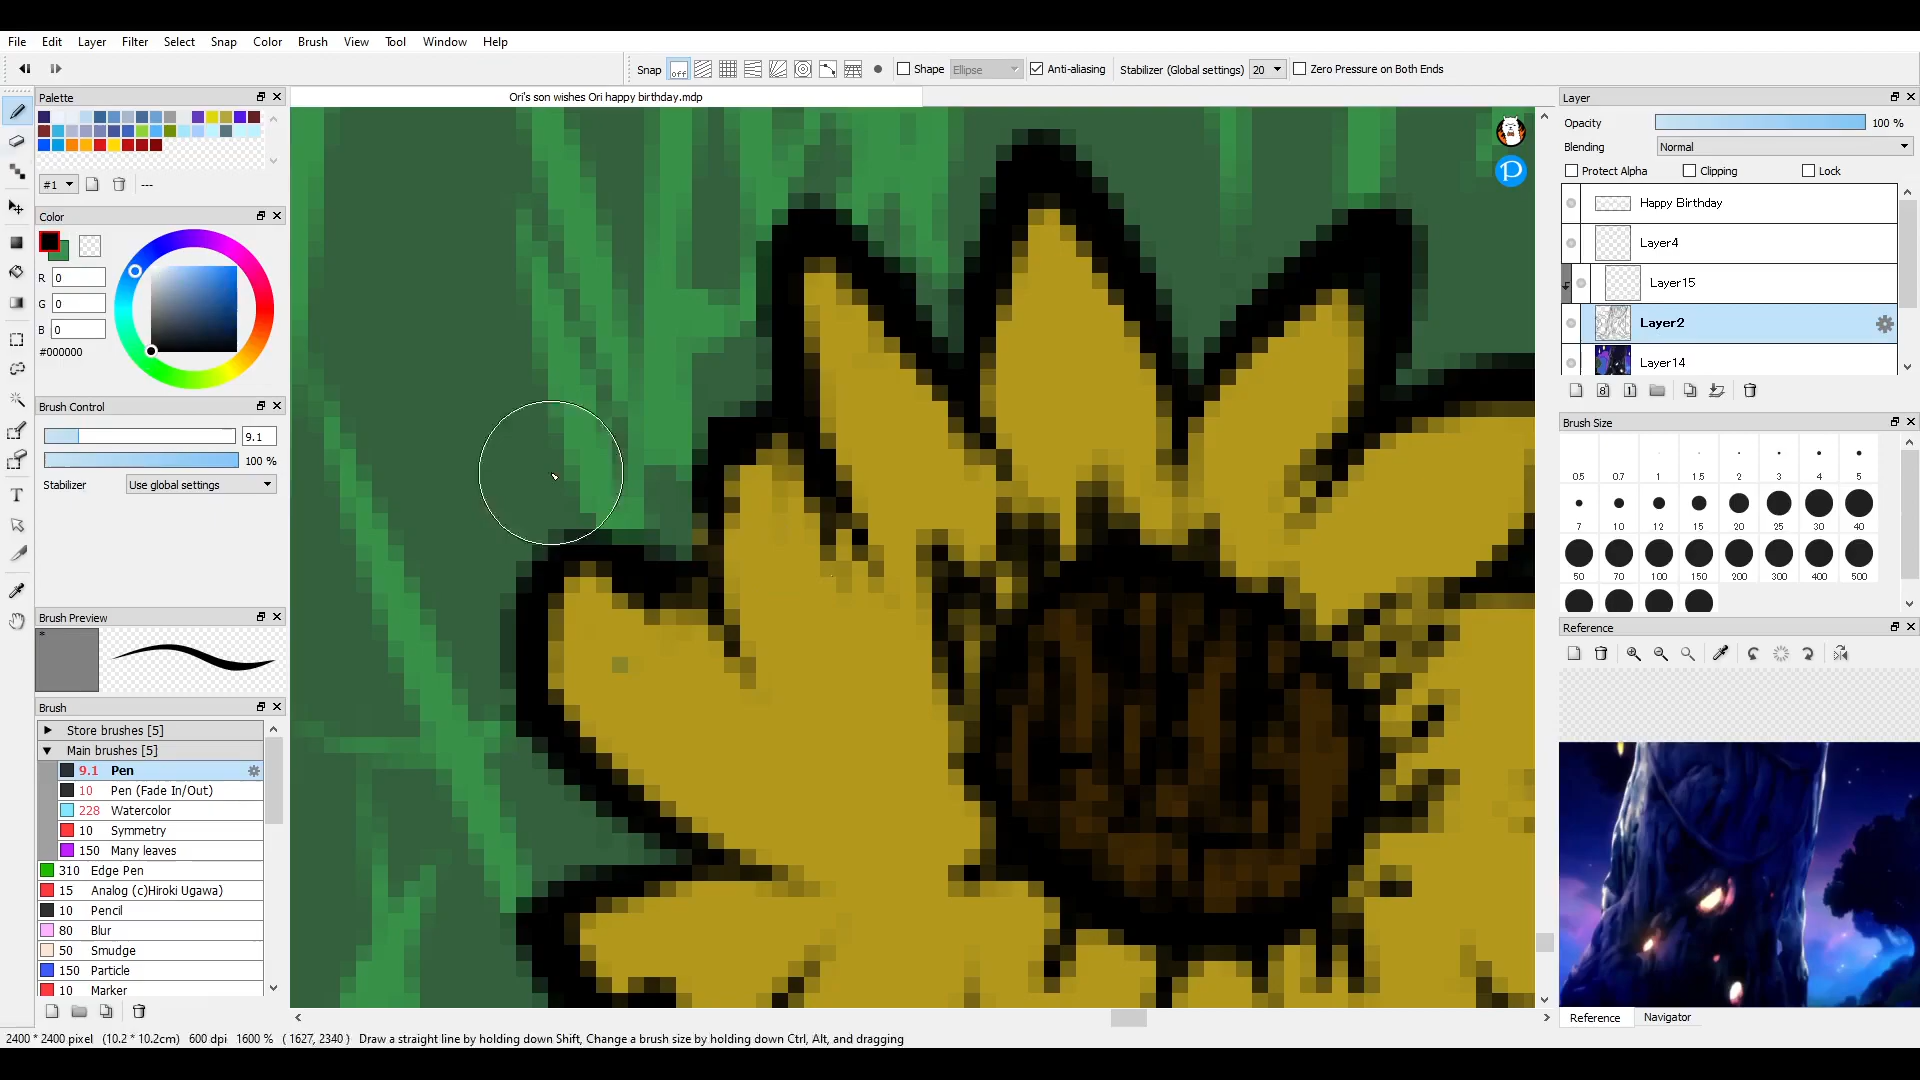 File Edit Layer Filter Select Snap Color Brush View Tool Window Help
Snap off Shape Ellipse Anti-aliasing Stabilizer (Global settings) 20 Zero Pressure on Both Ends
Palette
Ori's son wishes Ori happy birthday.mdp
#1 ---
Color
R 0
G 0
B 0
#000000
Brush Control
9.1
100 %
Stabilizer Use global settings
Brush Preview
*
Brush
Store brushes [5]
Main brushes [5]
9.1 Pen
10 Pen (Fade In/Out)
228 Watercolor
10 Symmetry
150 Many leaves
310 Edge Pen
15 Analog (c)Hiroki Ugawa)
10 Pencil
80 Blur
50 Smudge
150 Particle
10 Marker
Layer
Opacity 100 %
Blending Normal
Protect Alpha Clipping Lock
Happy Birthday
Layer4
Layer15
Layer2
Layer14
8 1
Brush Size
0.5 0.7 1 1.5 2 3 4 5
7 10 12 15 20 25 30 40
50 70 100 150 200 300 400 500
Reference
Reference Navigator
2400 * 2400 pixel (10.2 * 10.2cm) 600 dpi 1600 % ( 1627, 2340 ) Draw a straight line by holding down Shift, Change a brush size by holding down Ctrl, Alt, and dragging